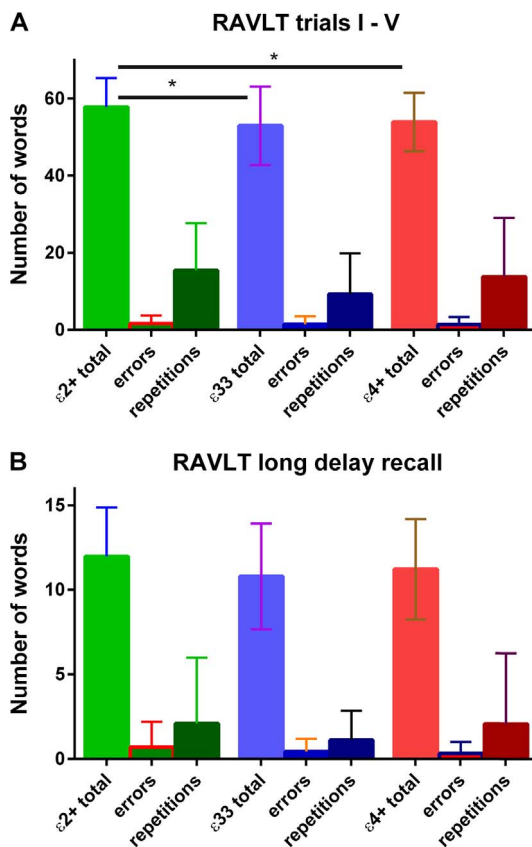 A
RAVLT trials I - V
*
*
Number of words
60
40
20
0
ε2+ total
errors
repetitions
ε33 total
errors
repetitions
ε4+ total
errors
repetitions
B
RAVLT long delay recall
Number of words
15
10
5
0
ε2+ total
errors
repetitions
ε33 total
errors
repetitions
ε4+ total
errors
repetitions